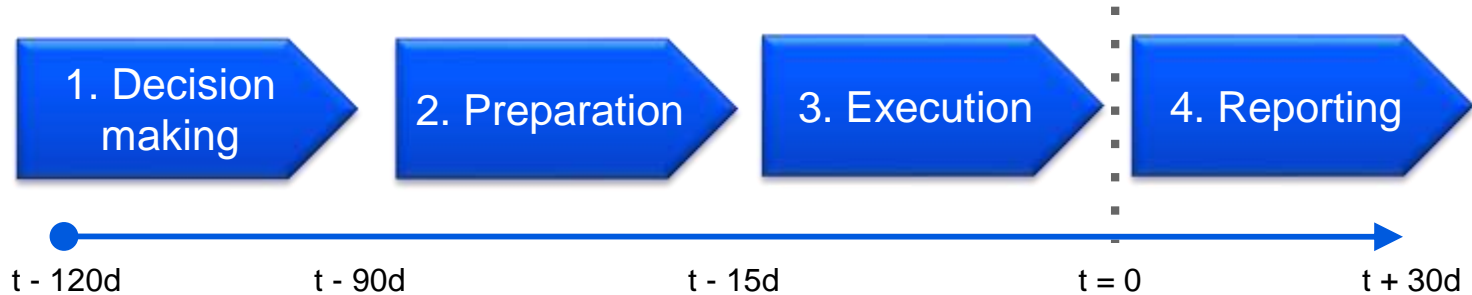 1. Decision
making
2. Preparation
3. Execution
4. Reporting
t - 120d
t - 90d
t - 15d
t = 0
t + 30d